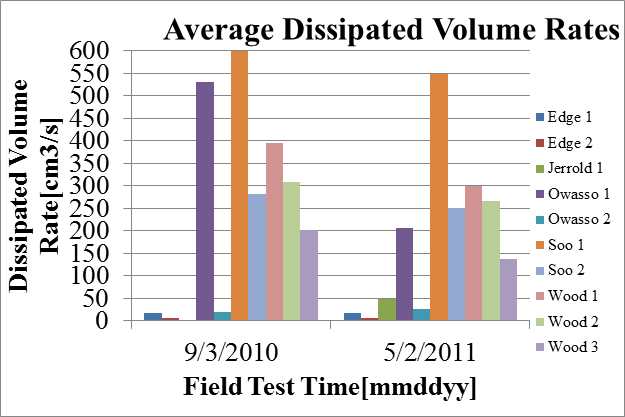 Average Dissipated Volume Rates
Dissipated Volume
Rate[cm3/s]
600
550
500
450
400
350
300
250
200
150
100
50
0
9/3/2010
5/2/2011
Field Test Time[mmddyy]
Edge 1
Edge 2
Jerrold 1
Owasso 1
Owasso 2
Soo 1
Soo 2
Wood 1
Wood 2
Wood 3